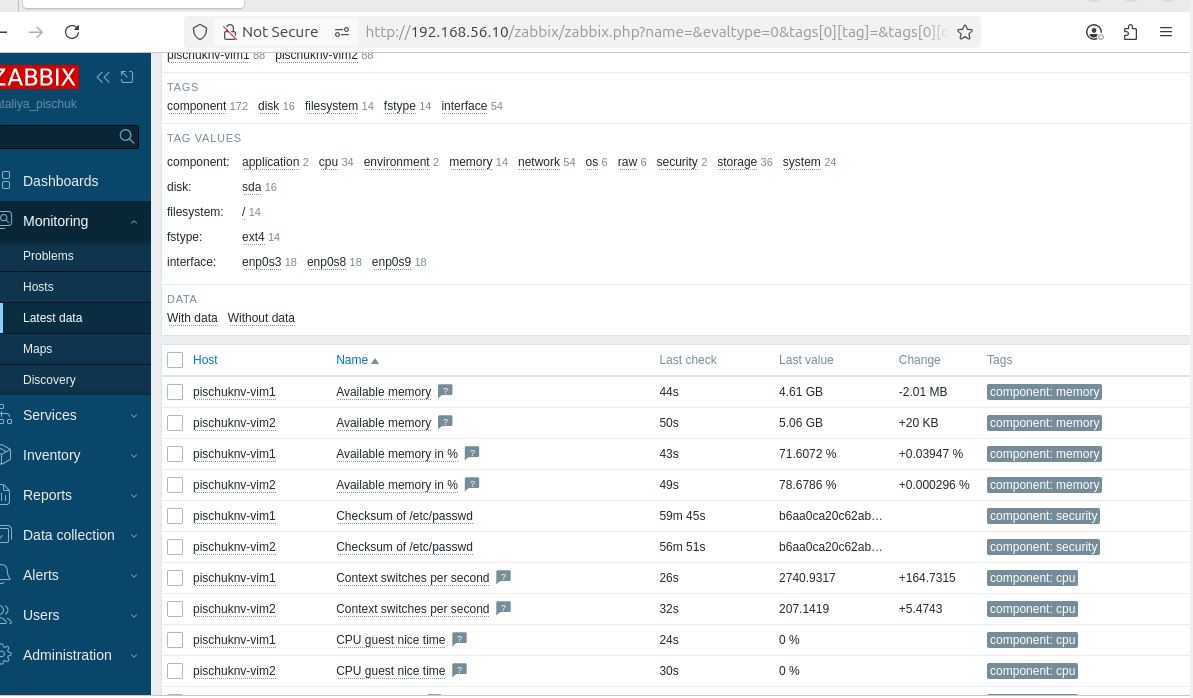 Not Secure http://192.168.56.10/zabbix/zabbix.php?name=&evaltype=0&tags[0][tag]=&tags[0][
ZABBIX
ataliya_pischuk
Dashboards
Monitoring
Problems
Hosts
Latest data
Maps
Discovery
Services
Inventory
Reports
Data collection
Alerts
Users
Administration
pischuknv-vim1 88 pischuknv-vim2 88
TAGS
component 172 disk 16 filesystem 14 fstype 14 interface 54
TAG VALUES
component: application 2 cpu 34 environment 2 memory 14 network 54 os 6 raw 6 security 2 storage 36 system 24
disk: sda 16
filesystem: / 14
fstype: ext4 14
interface: enp0s3 18 enp0s8 18 enp0s9 18
DATA
With data Without data
Host Name Last check Last value Change Tags
pischuknv-vim1 Available memory ? 44s 4.61 GB -2.01 MB component: memory
pischuknv-vim2 Available memory ? 50s 5.06 GB +20 KB component: memory
pischuknv-vim1 Available memory in % ? 43s 71.6072 % +0.03947 % component: memory
pischuknv-vim2 Available memory in % ? 49s 78.6786 % +0.000296 % component: memory
pischuknv-vim1 Checksum of /etc/passwd 59m 45s b6aa0ca20c62ab... component: security
pischuknv-vim2 Checksum of /etc/passwd 56m 51s b6aa0ca20c62ab... component: security
pischuknv-vim1 Context switches per second ? 26s 2740.9317 +164.7315 component: cpu
pischuknv-vim2 Context switches per second ? 32s 207.1419 +5.4743 component: cpu
pischuknv-vim1 CPU guest nice time ? 24s 0 % component: cpu
pischuknv-vim2 CPU guest nice time ? 30s 0 % component: cpu